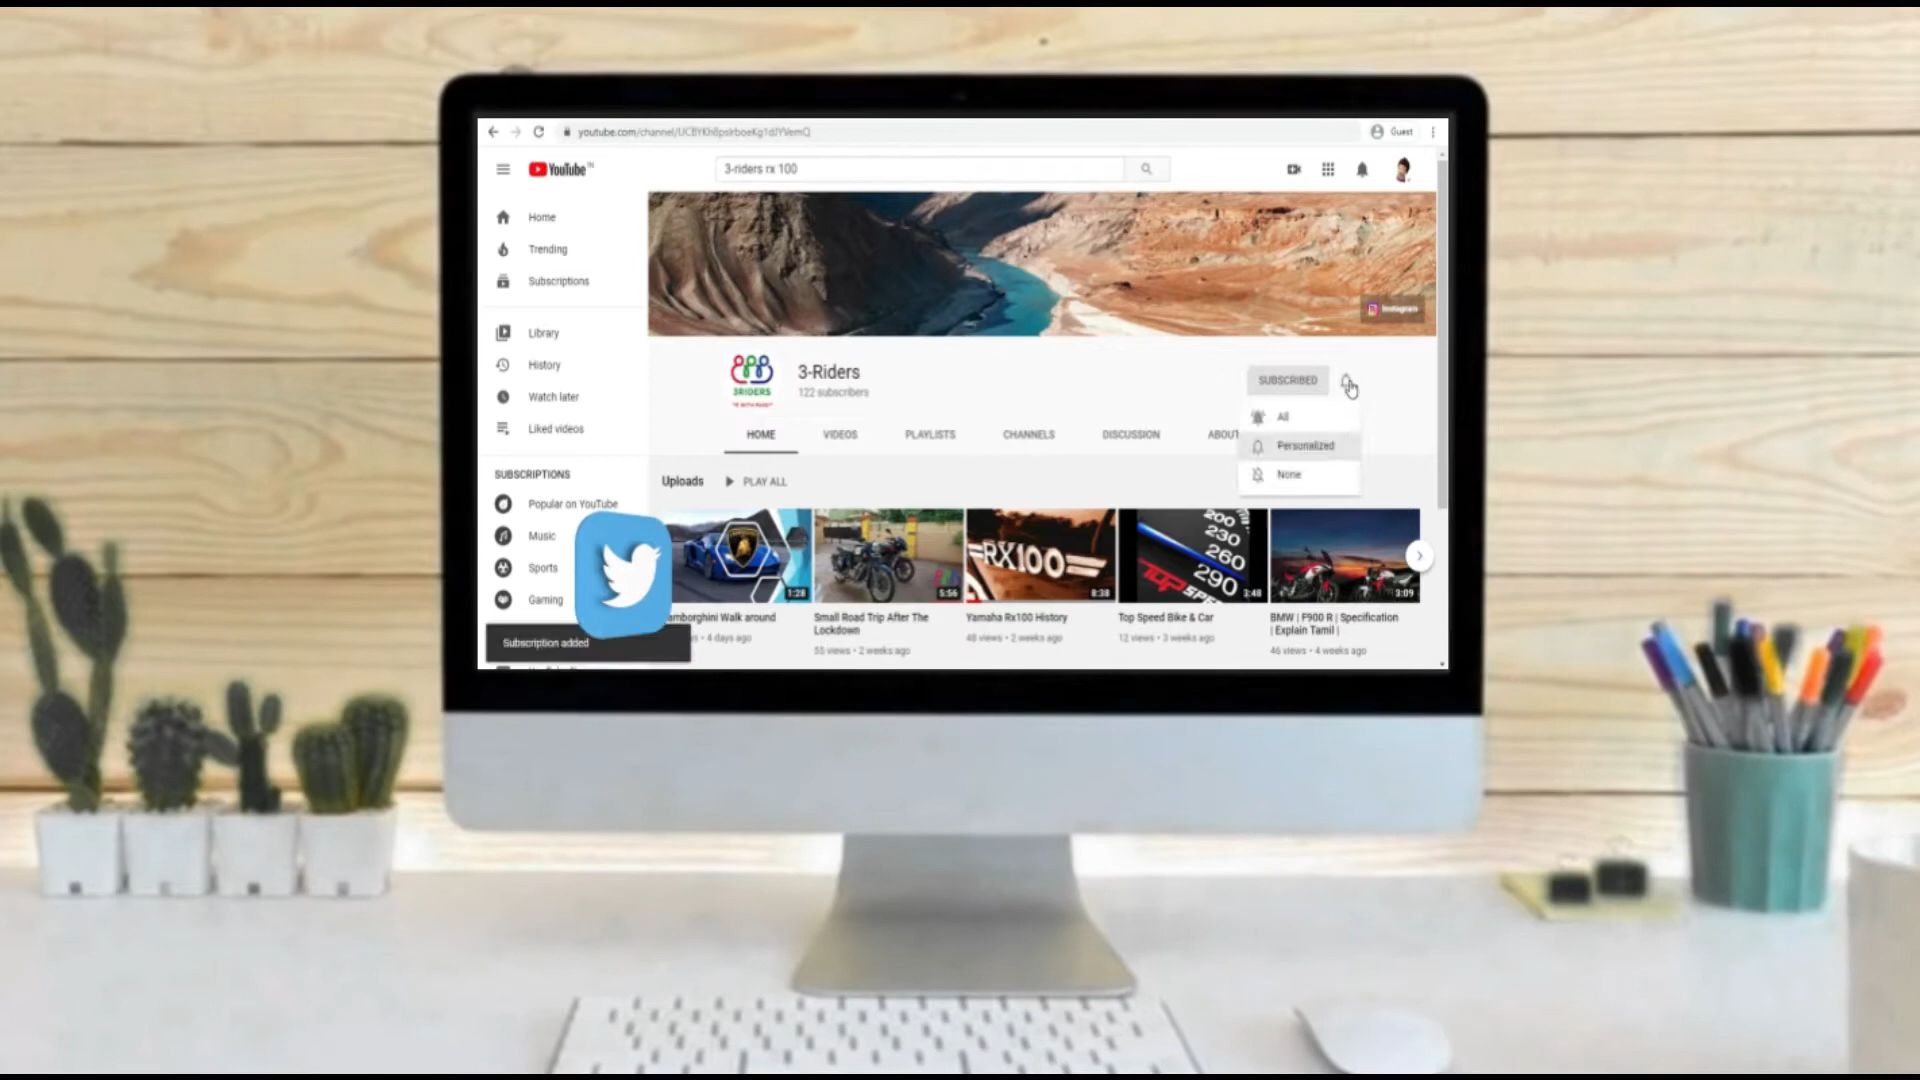 youtube.com/channel/
Guest
YouTube IN
3-riders rx 100
Home
Trending
Subscriptions
Library
History
Watch later
Liked videos
SUBSCRIPTIONS
Popular on YouTube
Music
Sports
Gaming
Subscription added
Instagram
3RIDERS
3-Riders
122 subscribers
SUBSCRIBED
All
Personalized
None
HOME VIDEOS PLAYLISTS CHANNELS DISCUSSION ABOUT
Uploads PLAY ALL
1:28
5:56
RX100
8:38
200
230
260
290
TOP SPE
3:48
3:09
Walk around
• 4 days ago
Small Road Trip After The
Lockdown
55 views • 2 weeks ago
Yamaha Rx100 History
48 views • 2 weeks ago
Top Speed Bike & Car
12 views • 3 weeks ago
BMW | F900 R | Specification
| Explain Tamil |
46 views • 4 weeks ago